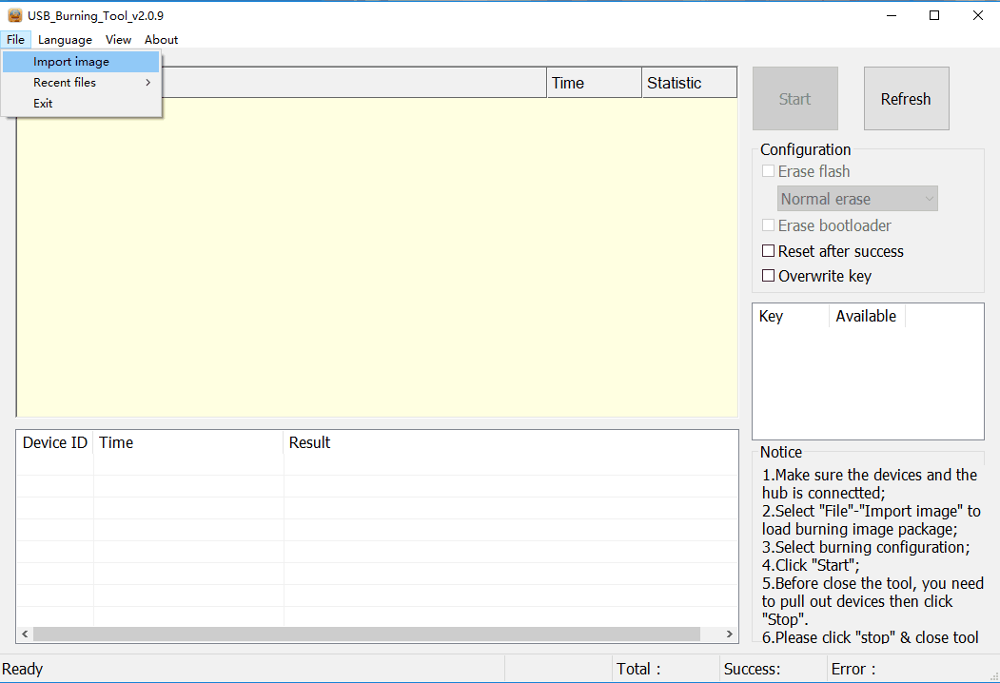 USB_Burning_Tool_v2.0.9
File Language View About
Import image
Recent files
Exit
Time Statistic
Start Refresh
Configuration
Erase flash
Normal erase
Erase bootloader
Reset after success
Overwrite key
Key Available
Device ID Time Result
Notice
1.Make sure the devices and the
hub is connectted;
2.Select "File"-"Import image" to
load burning image package;
3.Select burning configuration;
4.Click "Start";
5.Before close the tool, you need
to pull out devices then click
"Stop".
6.Please click "stop" & close tool
Ready Total : Success: Error :